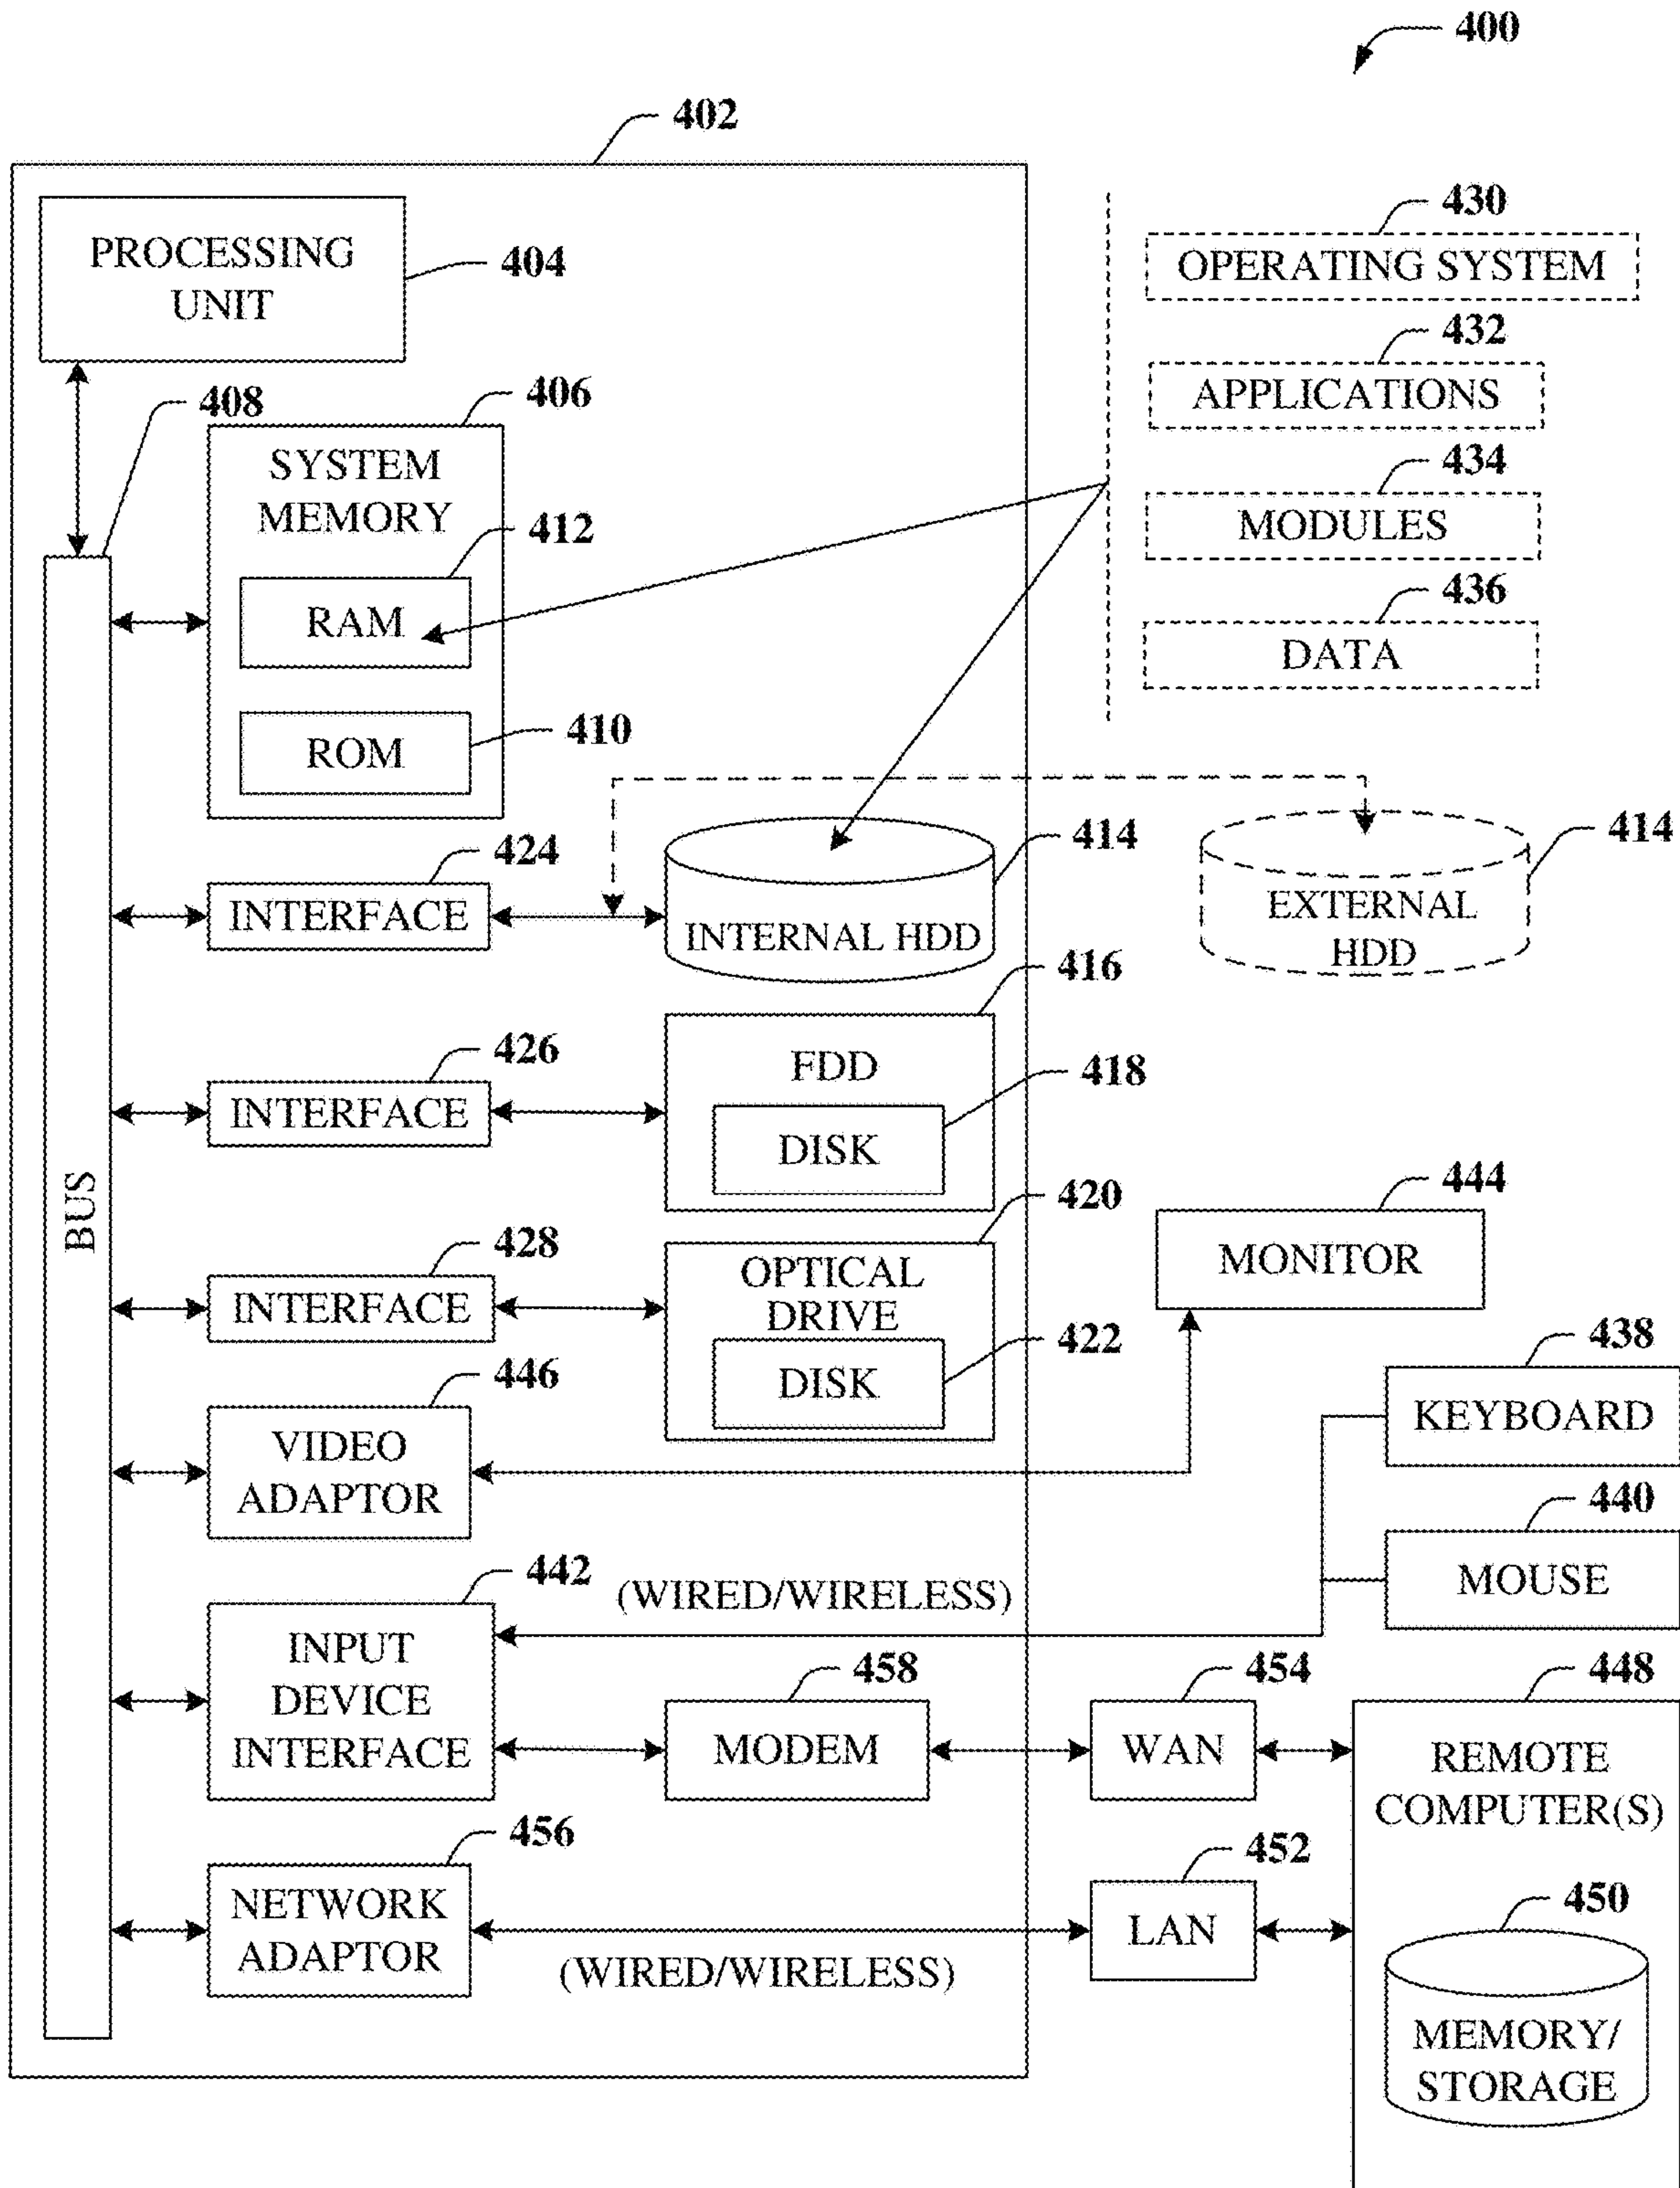 400
402
PROCESSING
UNIT
404
430
OPERATING SYSTEM
432
APPLICATIONS
434
MODULES
436
DATA
408
406
SYSTEM
MEMORY
412
RAM
410
ROM
BUS
424
INTERFACE
414
INTERNAL HDD
414
EXTERNAL
HDD
426
INTERFACE
416
FDD
418
DISK
428
INTERFACE
420
OPTICAL
DRIVE
422
DISK
444
MONITOR
446
VIDEO
ADAPTOR
438
KEYBOARD
440
MOUSE
442
(WIRED/WIRELESS)
INPUT
DEVICE
INTERFACE
458
MODEM
454
WAN
448
REMOTE
COMPUTER(S)
456
NETWORK
ADAPTOR
(WIRED/WIRELESS)
452
LAN
450
MEMORY/
STORAGE